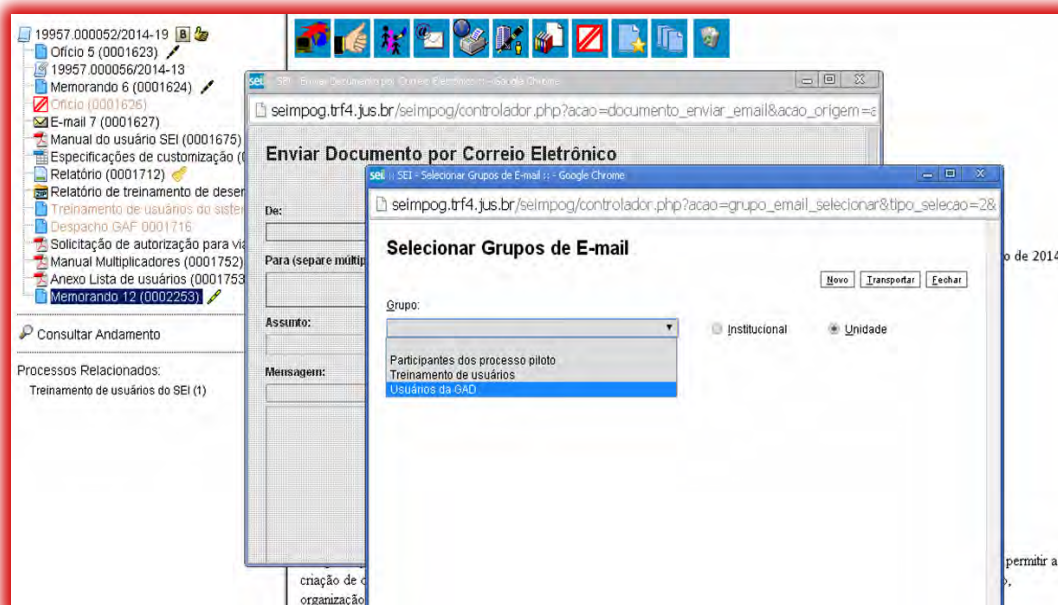 19957.000052/2014-19
Ofício 5 (0001623)
19957.000056/2014-13
Memorando 6 (0001624)
Ofício (0001626)
E-mail 7 (0001627)
Manual do usuário SEI (0001675)
Especificações de customização (
Relatório (0001712)
Relatório de treinamento de deser
Treinamento de usuários do sister
Despacho GAF 0001716
Solicitação de autorização para via
Manual Multiplicadores (0001752)
Anexo Lista de usuários (0001753
Memorando 12 (0002253)
Consultar Andamento
Processos Relacionados:
Treinamento de usuários do SEI (1)
sei :: SEI - Enviar Documento por Correio Eletrônico :: - Google Chrome
seimpog.trf4.jus.br/seimpog/controlador.php?acao=documento_enviar_email&acao_origem=a
Enviar Documento por Correio Eletrônico
De:
Para (separe múltip
Assunto:
Mensagem:
sei :: SEI - Selecionar Grupos de E-mail :: - Google Chrome
seimpog.trf4.jus.br/seimpog/controlador.php?acao=grupo_email_selecionar&tipo_selecao=2&
Selecionar Grupos de E-mail
Novo Transportar Fechar
Grupo:
Institucional Unidade
Participantes dos processo piloto
Treinamento de usuários
Usuários da GAD
o de 2014
permitir a
criação de
organização